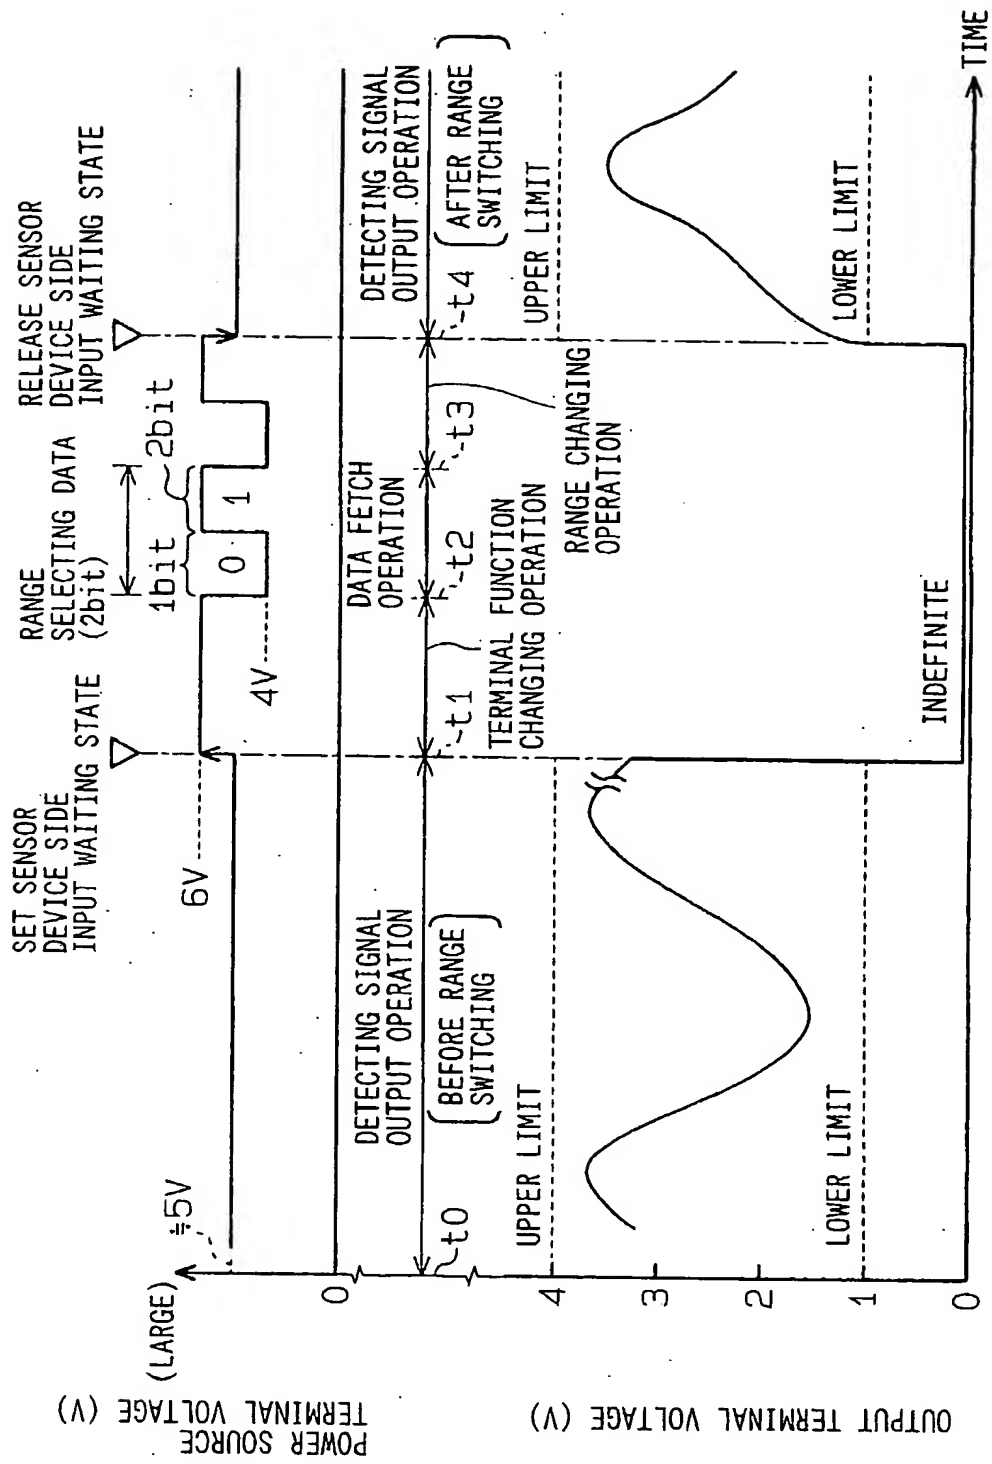 SET SENSOR
DEVICE SIDE
INPUT WAITING STATE
RANGE
SELECTING DATA
(2bit)
RELEASE SENSOR
DEVICE SIDE
INPUT WAITING STATE
(LARGE)
≒5V
6V
4V
1bit
2bit
0
1
POWER SOURCE
TERMINAL VOLTAGE (V)
0
DETECTING SIGNAL
OUTPUT OPERATION
(BEFORE RANGE
SWITCHING)
DATA FETCH
OPERATION
DETECTING SIGNAL
OUTPUT OPERATION
(AFTER RANGE
SWITCHING)
t0
t1
t2
t3
t4
TERMINAL FUNCTION
CHANGING OPERATION
RANGE CHANGING
OPERATION
UPPER LIMIT
UPPER LIMIT
LOWER LIMIT
LOWER LIMIT
INDEFINITE
OUTPUT TERMINAL VOLTAGE (V)
4
3
2
1
0
TIME